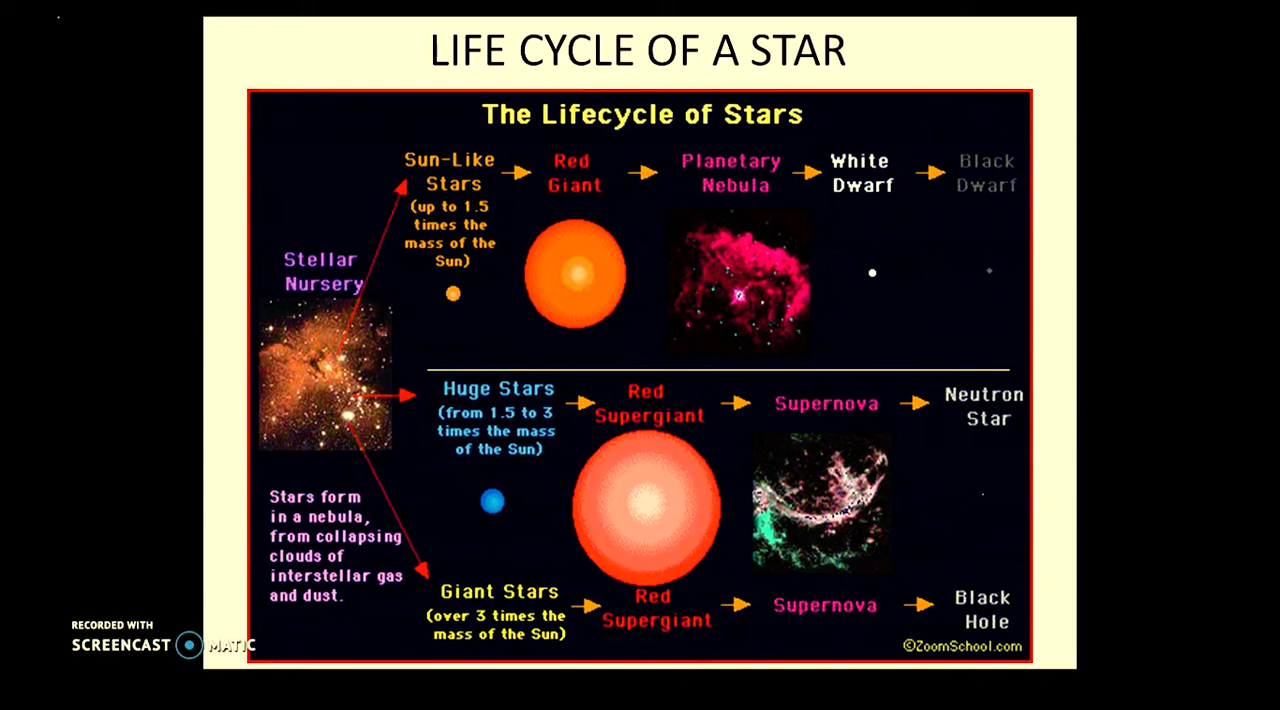 LIFE CYCLE OF A STAR
The Lifecycle of Stars
Sun-Like
Stars
(up to 1.5
times the
mass of the
Sun)
Red
Giant
Planetary
Nebula
White
Dwarf
Black
Dwarf
Stellar
Nursery
Huge Stars
(from 1.5 to 3
times the mass
of the Sun)
Red
Supergiant
Supernova
Neutron
Star
Stars form
in a nebula,
from collapsing
clouds of
interstellar gas
and dust.
Giant Stars
(over 3 times the
mass of the Sun)
Red
Supergiant
Supernova
Black
Hole
©ZoomSchool.com
RECORDED WITH
SCREENCAST MATIC